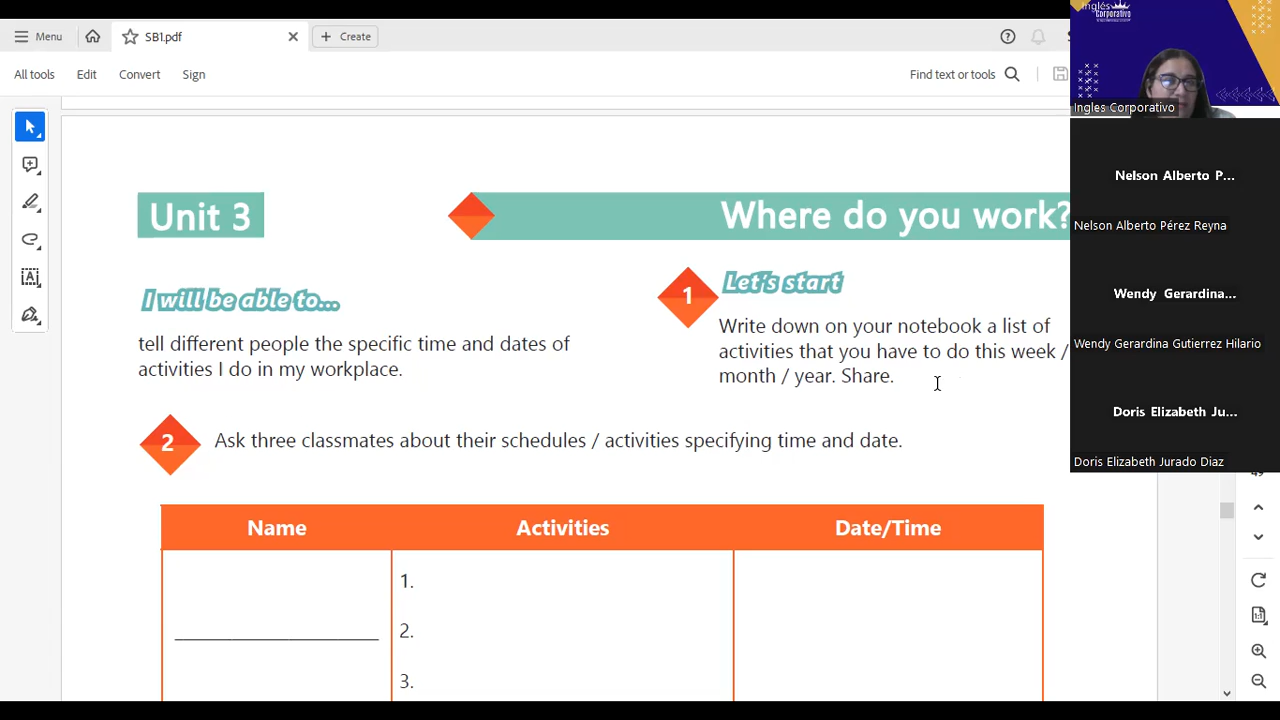 Menu
SB1.pdf
Create
All tools
Edit
Convert
Sign
Find text or tools
Inglés
Corporativo
Ingles Corporativo
Nelson Alberto P...
Nelson Alberto Pérez Reyna
Wendy Gerardina...
Wendy Gerardina Gutierrez Hilario
Doris Elizabeth Ju...
Doris Elizabeth Jurado Diaz
Unit 3
Where do you work?
I will be able to...
tell different people the specific time and dates of
activities I do in my workplace.
1
Let's start
Write down on your notebook a list of
activities that you have to do this week /
month / year. Share.
2
Ask three classmates about their schedules / activities specifying time and date.
Name
Activities
Date/Time
1.
2.
3.